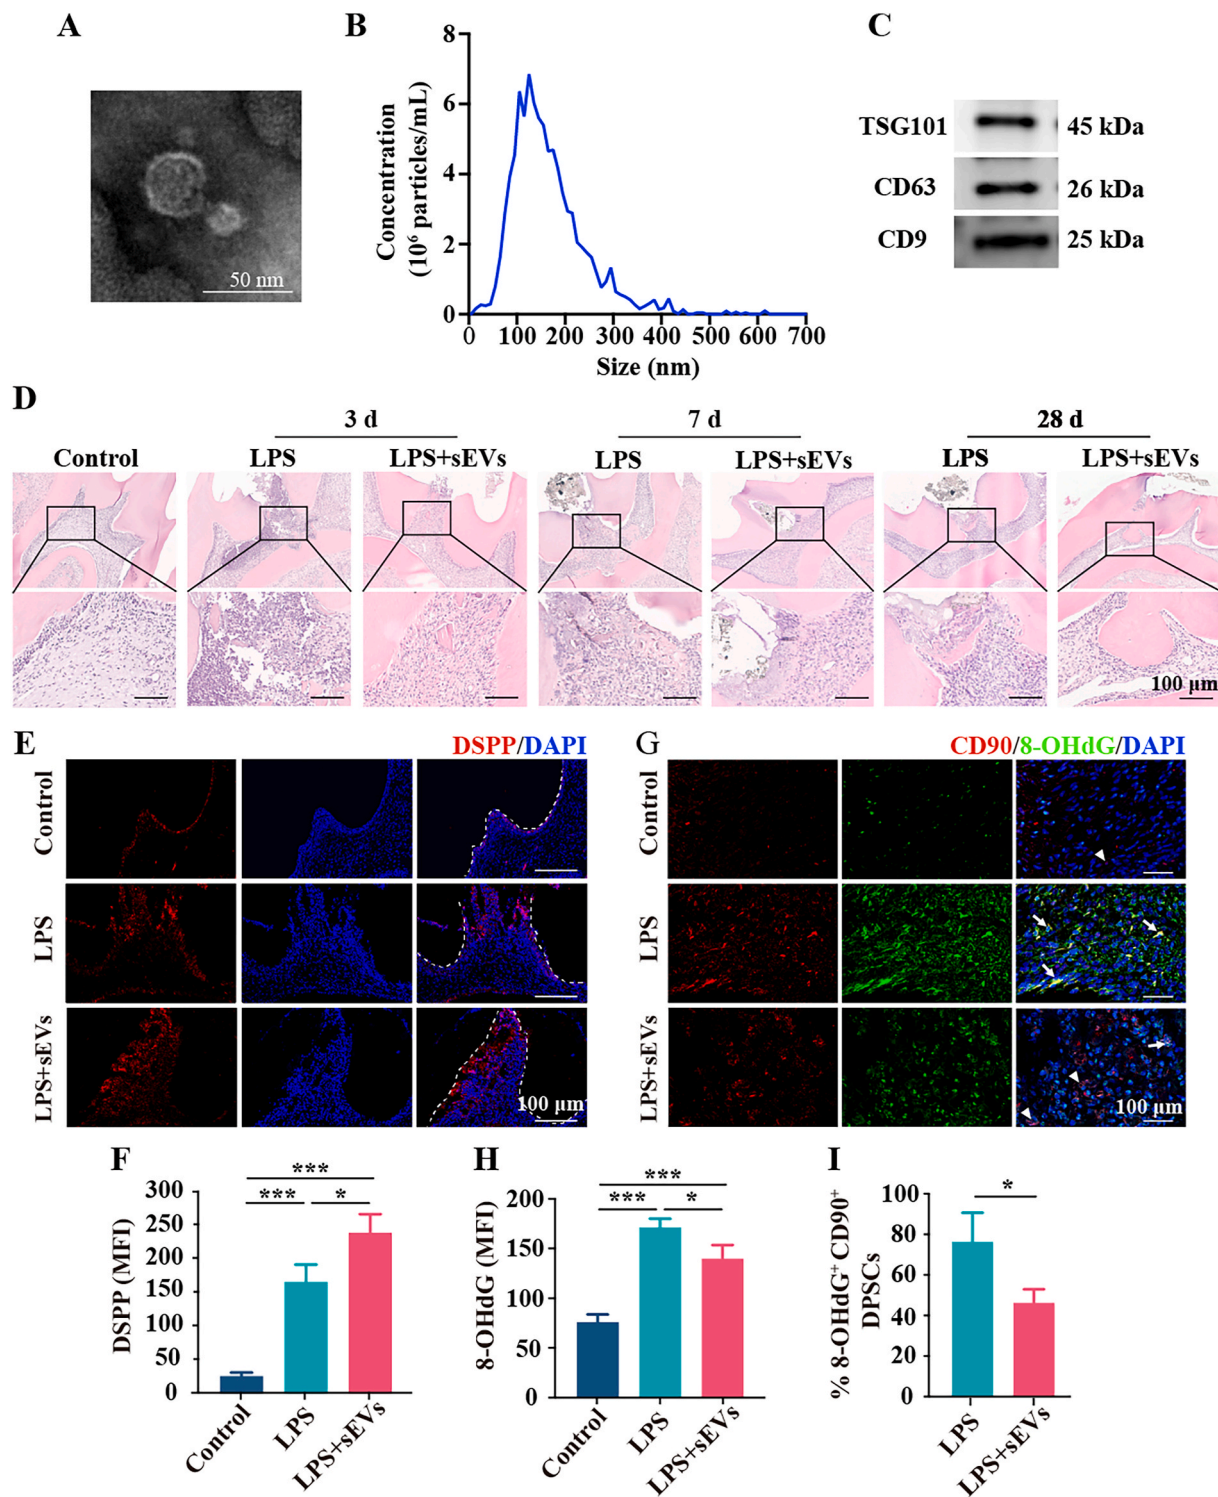 A
50 nm
B
Concentration
(10⁶ particles/mL)
8
6
4
2
0
0 100 200 300 400 500 600 700
Size (nm)
C
TSG101 45 kDa
CD63 26 kDa
CD9 25 kDa
D
3 d 7 d 28 d
Control LPS LPS+sEVs LPS LPS+sEVs LPS LPS+sEVs
100 μm
E
DSPP/DAPI
Control
LPS
LPS+sEVs
100 μm
G
CD90/8-OHdG/DAPI
Control
LPS
LPS+sEVs
100 μm
F
DSPP (MFI)
300
250
200
150
100
50
0
***
*** *
Control LPS LPS+sEVs
H
8-OHdG (MFI)
200
150
100
50
0
***
*** *
Control LPS LPS+sEVs
I
% 8-OHdG⁺ CD90⁺
DPSCs
100
80
60
40
20
0
*
LPS LPS+sEVs